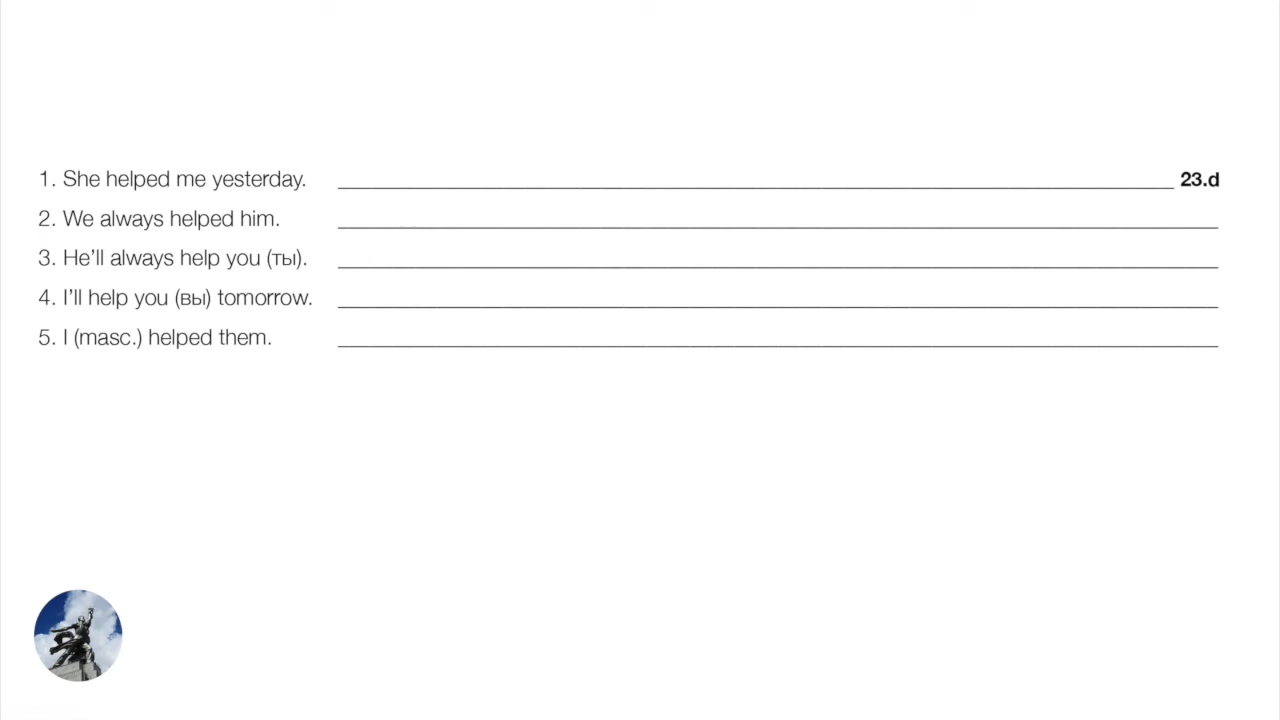 1. She helped me yesterday. 23.d
2. We always helped him.
3. He’ll always help you (ты).
4. I’ll help you (вы) tomorrow.
5. I (masc.) helped them.